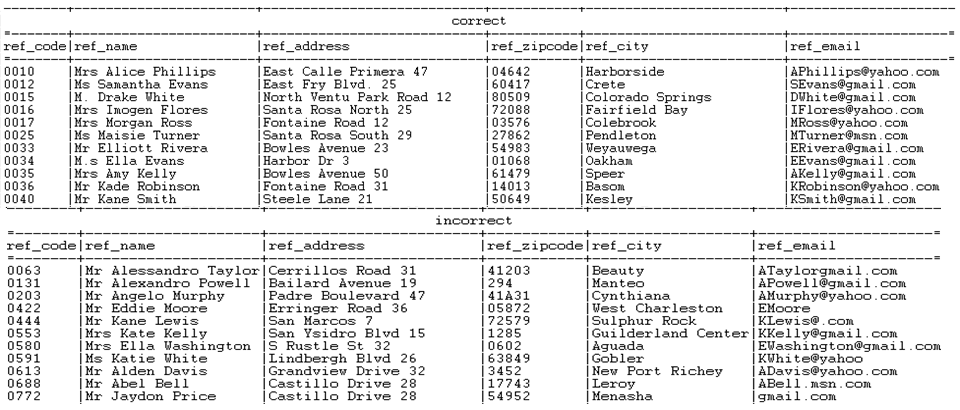 correct
ref_code|ref_name |ref_address |ref_zipcode|ref_city |ref_email
0010 |Mrs Alice Phillips |East Calle Primera 47 |04642 |Harborside |APhillips@yahoo.com
0012 |Ms Samantha Evans |East Fry Blvd. 25 |60417 |Crete |SEvans@gmail.com
0015 |M. Drake White |North Ventu Park Road 12 |80509 |Colorado Springs |DWhite@gmail.com
0016 |Mrs Imogen Flores |Santa Rosa North 25 |72088 |Fairfield Bay |IFlores@yahoo.com
0017 |Mrs Morgan Ross |Fontaine Road 12 |03576 |Colebrook |MRoss@yahoo.com
0025 |Ms Maisie Turner |Santa Rosa South 29 |27862 |Pendleton |MTurner@msn.com
0033 |Mr Elliott Rivera |Bowles Avenue 23 |54983 |Weyauwega |ERivera@gmail.com
0034 |M.s Ella Evans |Harbor Dr 3 |01068 |Oakham |EEvans@gmail.com
0035 |Mrs Amy Kelly |Bowles Avenue 50 |61479 |Speer |AKelly@gmail.com
0036 |Mr Kade Robinson |Fontaine Road 31 |14013 |Basom |KRobinson@yahoo.com
0040 |Mr Kane Smith |Steele Lane 21 |50649 |Kesley |KSmith@gmail.com
incorrect
ref_code|ref_name |ref_address |ref_zipcode|ref_city |ref_email
0063 |Mr Alessandro Taylor|Cerrillos Road 31 |41203 |Beauty |ATaylorgmail.com
0131 |Mr Alexandro Powell |Bailard Avenue 19 |294 |Manteo |APowell@gmail.com
0203 |Mr Angelo Murphy |Padre Boulevard 47 |41A31 |Cynthiana |AMurphy@yahoo.com
0422 |Mr Eddie Moore |Erringer Road 36 |05872 |West Charleston |EMoore
0444 |Mr Kane Lewis |San Marcos 7 |72579 |Sulphur Rock |KLewis@.com
0553 |Mrs Kate Kelly |San Ysidro Blvd 15 |1285 |Guilderland Center|KKelly@gmail.com
0580 |Mrs Ella Washington |S Rustle St 32 |0602 |Aguada |EWashington@gmail.com
0591 |Ms Katie White |Lindbergh Blvd 26 |63849 |Gobler |KWhite@yahoo
0613 |Mr Alden Davis |Grandview Drive 32 |3452 |New Port Richey |ADavis@yahoo.com
0688 |Mr Abel Bell |Castillo Drive 28 |17743 |Leroy |ABell.msn.com
0772 |Mr Jaydon Price |Castillo Drive 28 |54952 |Menasha |gmail.com